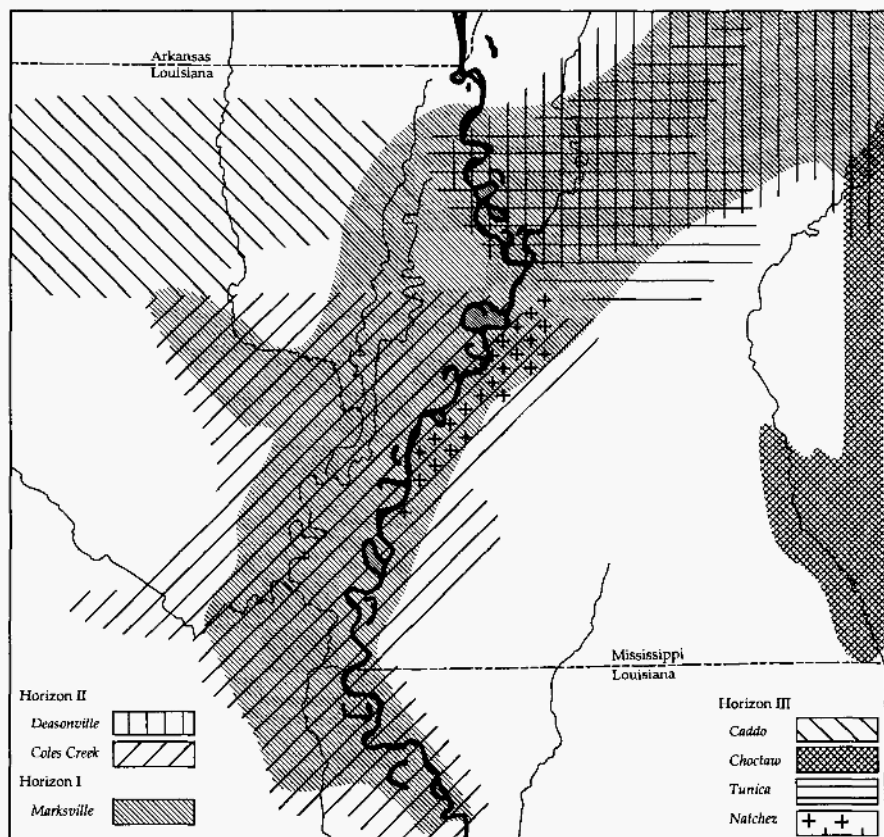 Arkansas
Louisiana
Mississippi
Louisiana
Horizon II
Deasonville
Coles Creek
Horizon I
Marksville
Horizon III
Caddo
Choctaw
Tunica
Natchez